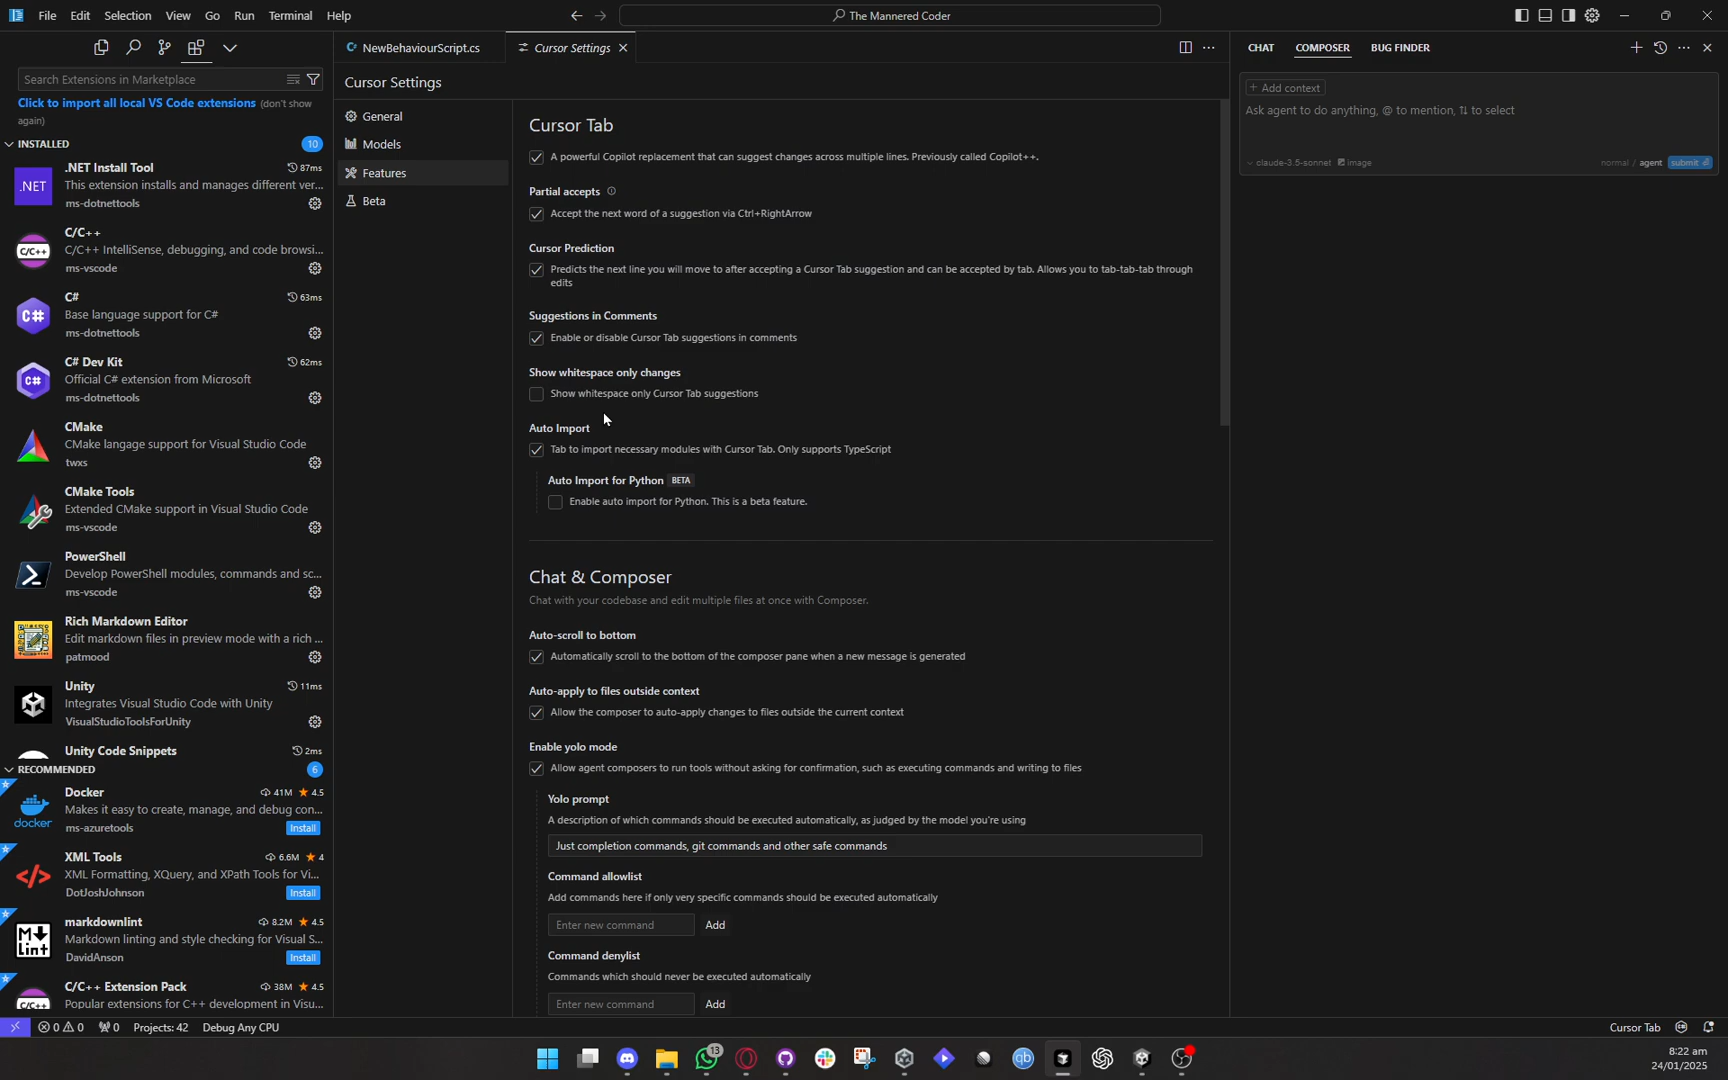 File Edit Selection View Go Run Terminal Help
The Mannered Coder
Search Extensions in Marketplace
Click to import all local VS Code extensions (don't show
again)
INSTALLED 10
.NET Install Tool 87ms
.NET
This extension installs and manages different ver...
ms-dotnettools
C/C++
C/C++
C/C++ IntelliSense, debugging, and code browsi...
ms-vscode
C# 63ms
C#
Base language support for C#
ms-dotnettools
C# Dev Kit 62ms
C#
Official C# extension from Microsoft
ms-dotnettools
CMake
CMake langage support for Visual Studio Code
twxs
CMake Tools
Extended CMake support in Visual Studio Code
ms-vscode
PowerShell
Develop PowerShell modules, commands and sc...
ms-vscode
Rich Markdown Editor
Edit markdown files in preview mode with a rich ...
patmood
Unity 11ms
Integrates Visual Studio Code with Unity
VisualStudioToolsForUnity
Unity Code Snippets 2ms
RECOMMENDED 6
Docker 41M 4.5
Makes it easy to create, manage, and debug con...
docker
ms-azuretools Install
XML Tools 6.6M 4
XML Formatting, XQuery, and XPath Tools for Vi...
DotJoshJohnson Install
markdownlint 8.2M 4.5
Markdown linting and style checking for Visual S...
M Lint
DavidAnson Install
C/C++ Extension Pack 38M 4.5
C/C++
Popular extensions for C++ development in Visu...
NewBehaviourScript.cs Cursor Settings
Cursor Settings
General
Models
Features
Beta
Cursor Tab
A powerful Copilot replacement that can suggest changes across multiple lines. Previously called Copilot++.
Partial accepts
Accept the next word of a suggestion via Ctrl+RightArrow
Cursor Prediction
Predicts the next line you will move to after accepting a Cursor Tab suggestion and can be accepted by tab. Allows you to tab-tab-tab through
edits
Suggestions in Comments
Enable or disable Cursor Tab suggestions in comments
Show whitespace only changes
Show whitespace only Cursor Tab suggestions
Auto Import
Tab to import necessary modules with Cursor Tab. Only supports TypeScript
Auto Import for Python BETA
Enable auto import for Python. This is a beta feature.
Chat & Composer
Chat with your codebase and edit multiple files at once with Composer.
Auto-scroll to bottom
Automatically scroll to the bottom of the composer pane when a new message is generated
Auto-apply to files outside context
Allow the composer to auto-apply changes to files outside the current context
Enable yolo mode
Allow agent composers to run tools without asking for confirmation, such as executing commands and writing to files
Yolo prompt
A description of which commands should be executed automatically, as judged by the model you're using
Just completion commands, git commands and other safe commands
Command allowlist
Add commands here if only very specific commands should be executed automatically
Enter new command Add
Command denylist
Commands which should never be executed automatically
Enter new command Add
CHAT COMPOSER BUG FINDER
+ Add context
Ask agent to do anything, @ to mention, ⇅ to select
claude-3.5-sonnet image normal / agent submit
0 0 0 Projects: 42 Debug Any CPU
Cursor Tab
13
qb
8:22 am
24/01/2025